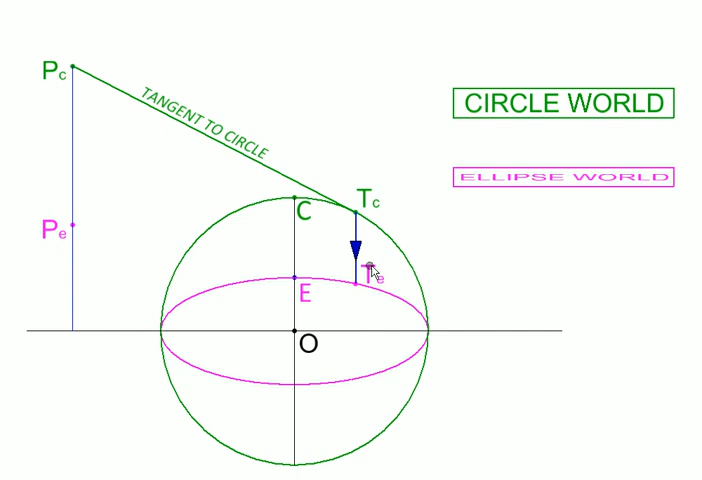 Pc
TANGENT TO CIRCLE
CIRCLE WORLD
ELLIPSE WORLD
Tc
C
Pe
Te
E
O